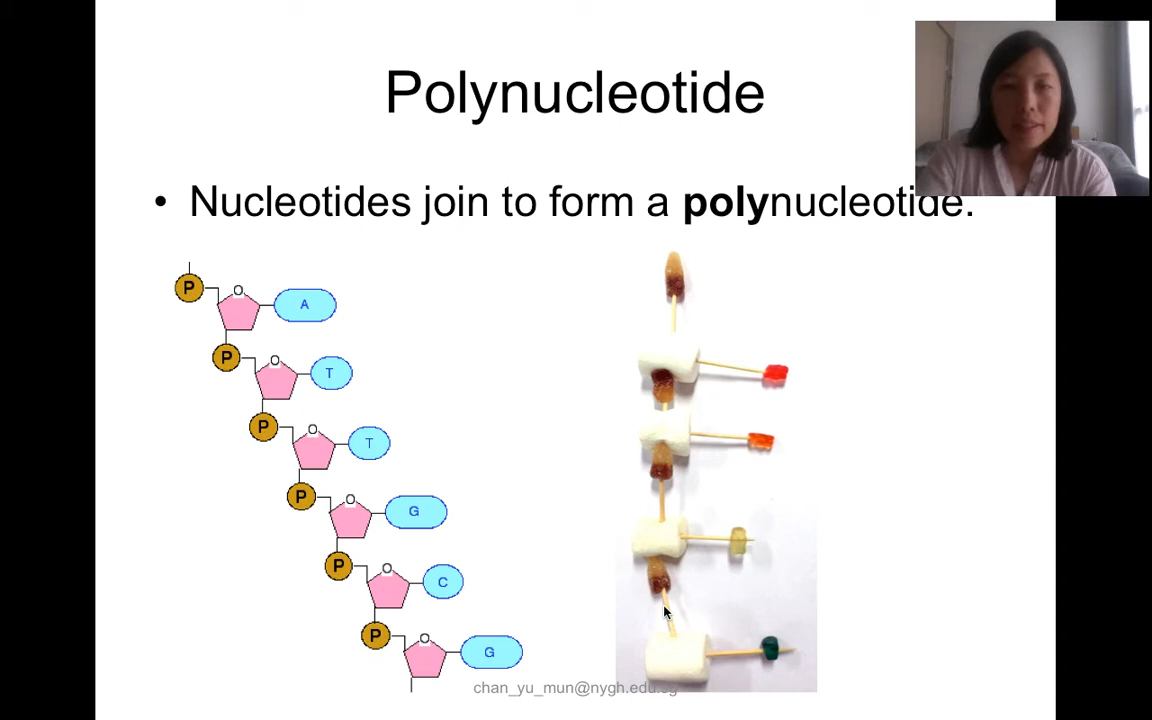 Polynucleotide
• Nucleotides join to form a polynucleotide.
P O A
P O T
P O T
P O G
P O C
P O G
chan_yu_mun@nygh.edu.sg